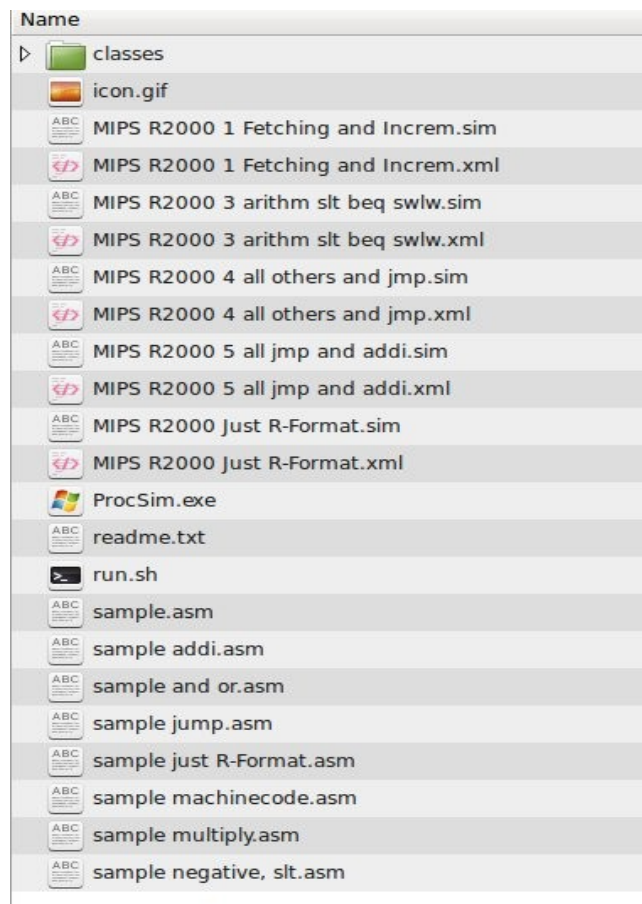 Name
classes
icon.gif
MIPS R2000 1 Fetching and Increm.sim
MIPS R2000 1 Fetching and Increm.xml
MIPS R2000 3 arithm slt beq swlw.sim
MIPS R2000 3 arithm slt beq swlw.xml
MIPS R2000 4 all others and jmp.sim
MIPS R2000 4 all others and jmp.xml
MIPS R2000 5 all jmp and addi.sim
MIPS R2000 5 all jmp and addi.xml
MIPS R2000 Just R-Format.sim
MIPS R2000 Just R-Format.xml
ProcSim.exe
readme.txt
run.sh
sample.asm
sample addi.asm
sample and or.asm
sample jump.asm
sample just R-Format.asm
sample machinecode.asm
sample multiply.asm
sample negative, slt.asm